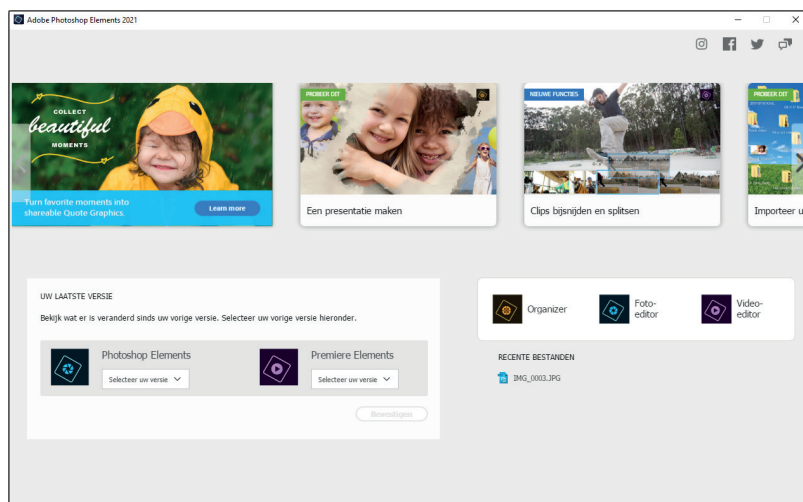 Adobe Photoshop Elements 2021
COLLECT
beautiful
MOMENTS
Turn favorite moments into
shareable Quote Graphics.
Learn more
PROBEER DIT
Een presentatie maken
NIEUWE FUNCTIES
Clips bijsnijden en splitsen
PROBEER DIT
Importeer u
UW LAATSTE VERSIE
Bekijk wat er is veranderd sinds uw vorige versie. Selecteer uw vorige versie hieronder.
Photoshop Elements
Selecteer uw versie
Premiere Elements
Selecteer uw versie
Bevestigen
Organizer
Foto-
editor
Video-
editor
RECENTE BESTANDEN
IMG_0003.JPG